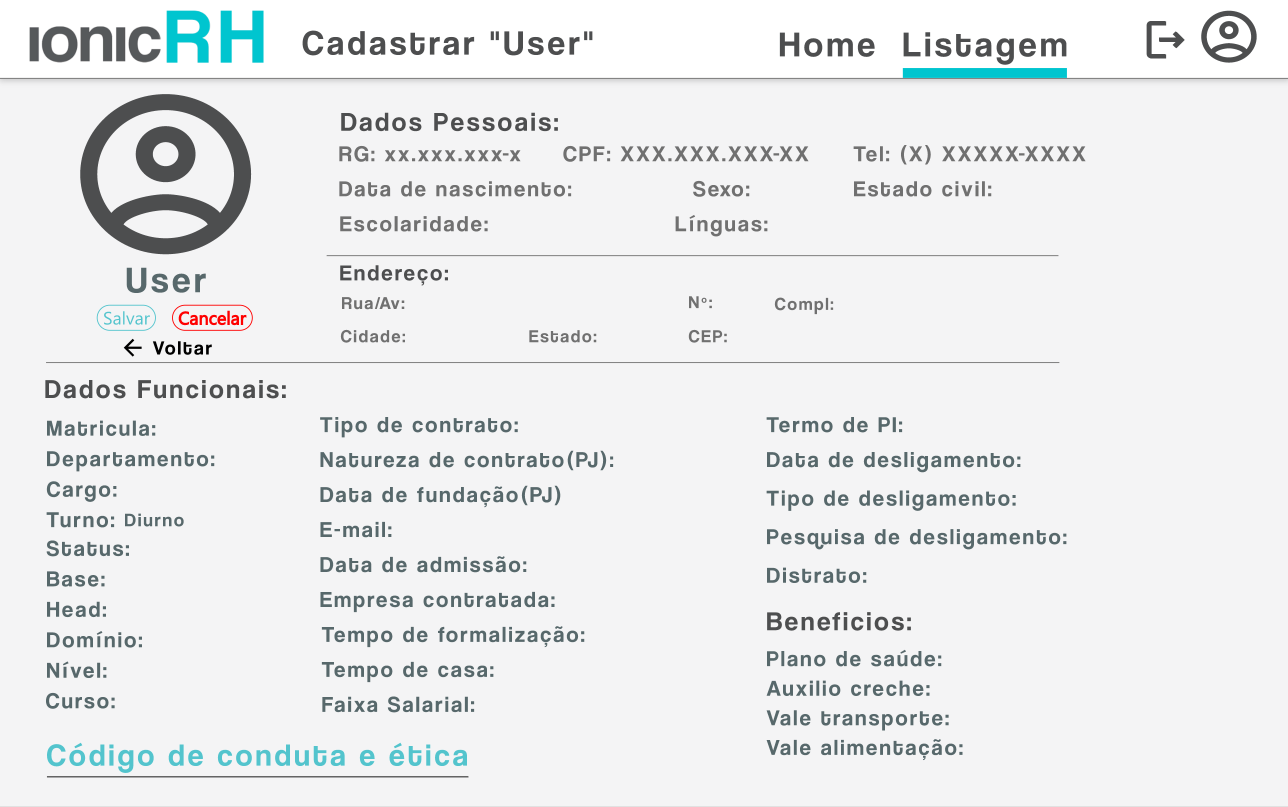 IONICRH Cadastrar "User" Home Listagem
User
Salvar Cancelar
Voltar
Dados Pessoais:
RG: xx.xxx.xxx-x CPF: XXX.XXX.XXX-XX Tel: (X) XXXXX-XXXX
Data de nascimento: Sexo: Estado civil:
Escolaridade: Línguas:
Endereço:
Rua/Av: Nº: Compl:
Cidade: Estado: CEP:
Dados Funcionais:
Matricula:
Departamento:
Cargo:
Turno: Diurno
Status:
Base:
Head:
Domínio:
Nível:
Curso:
Tipo de contrato:
Natureza de contrato(PJ):
Data de fundação(PJ)
E-mail:
Data de admissão:
Empresa contratada:
Tempo de formalização:
Tempo de casa:
Faixa Salarial:
Termo de PI:
Data de desligamento:
Tipo de desligamento:
Pesquisa de desligamento:
Distrato:
Beneficios:
Plano de saúde:
Auxilio creche:
Vale transporte:
Vale alimentação:
Código de conduta e ética